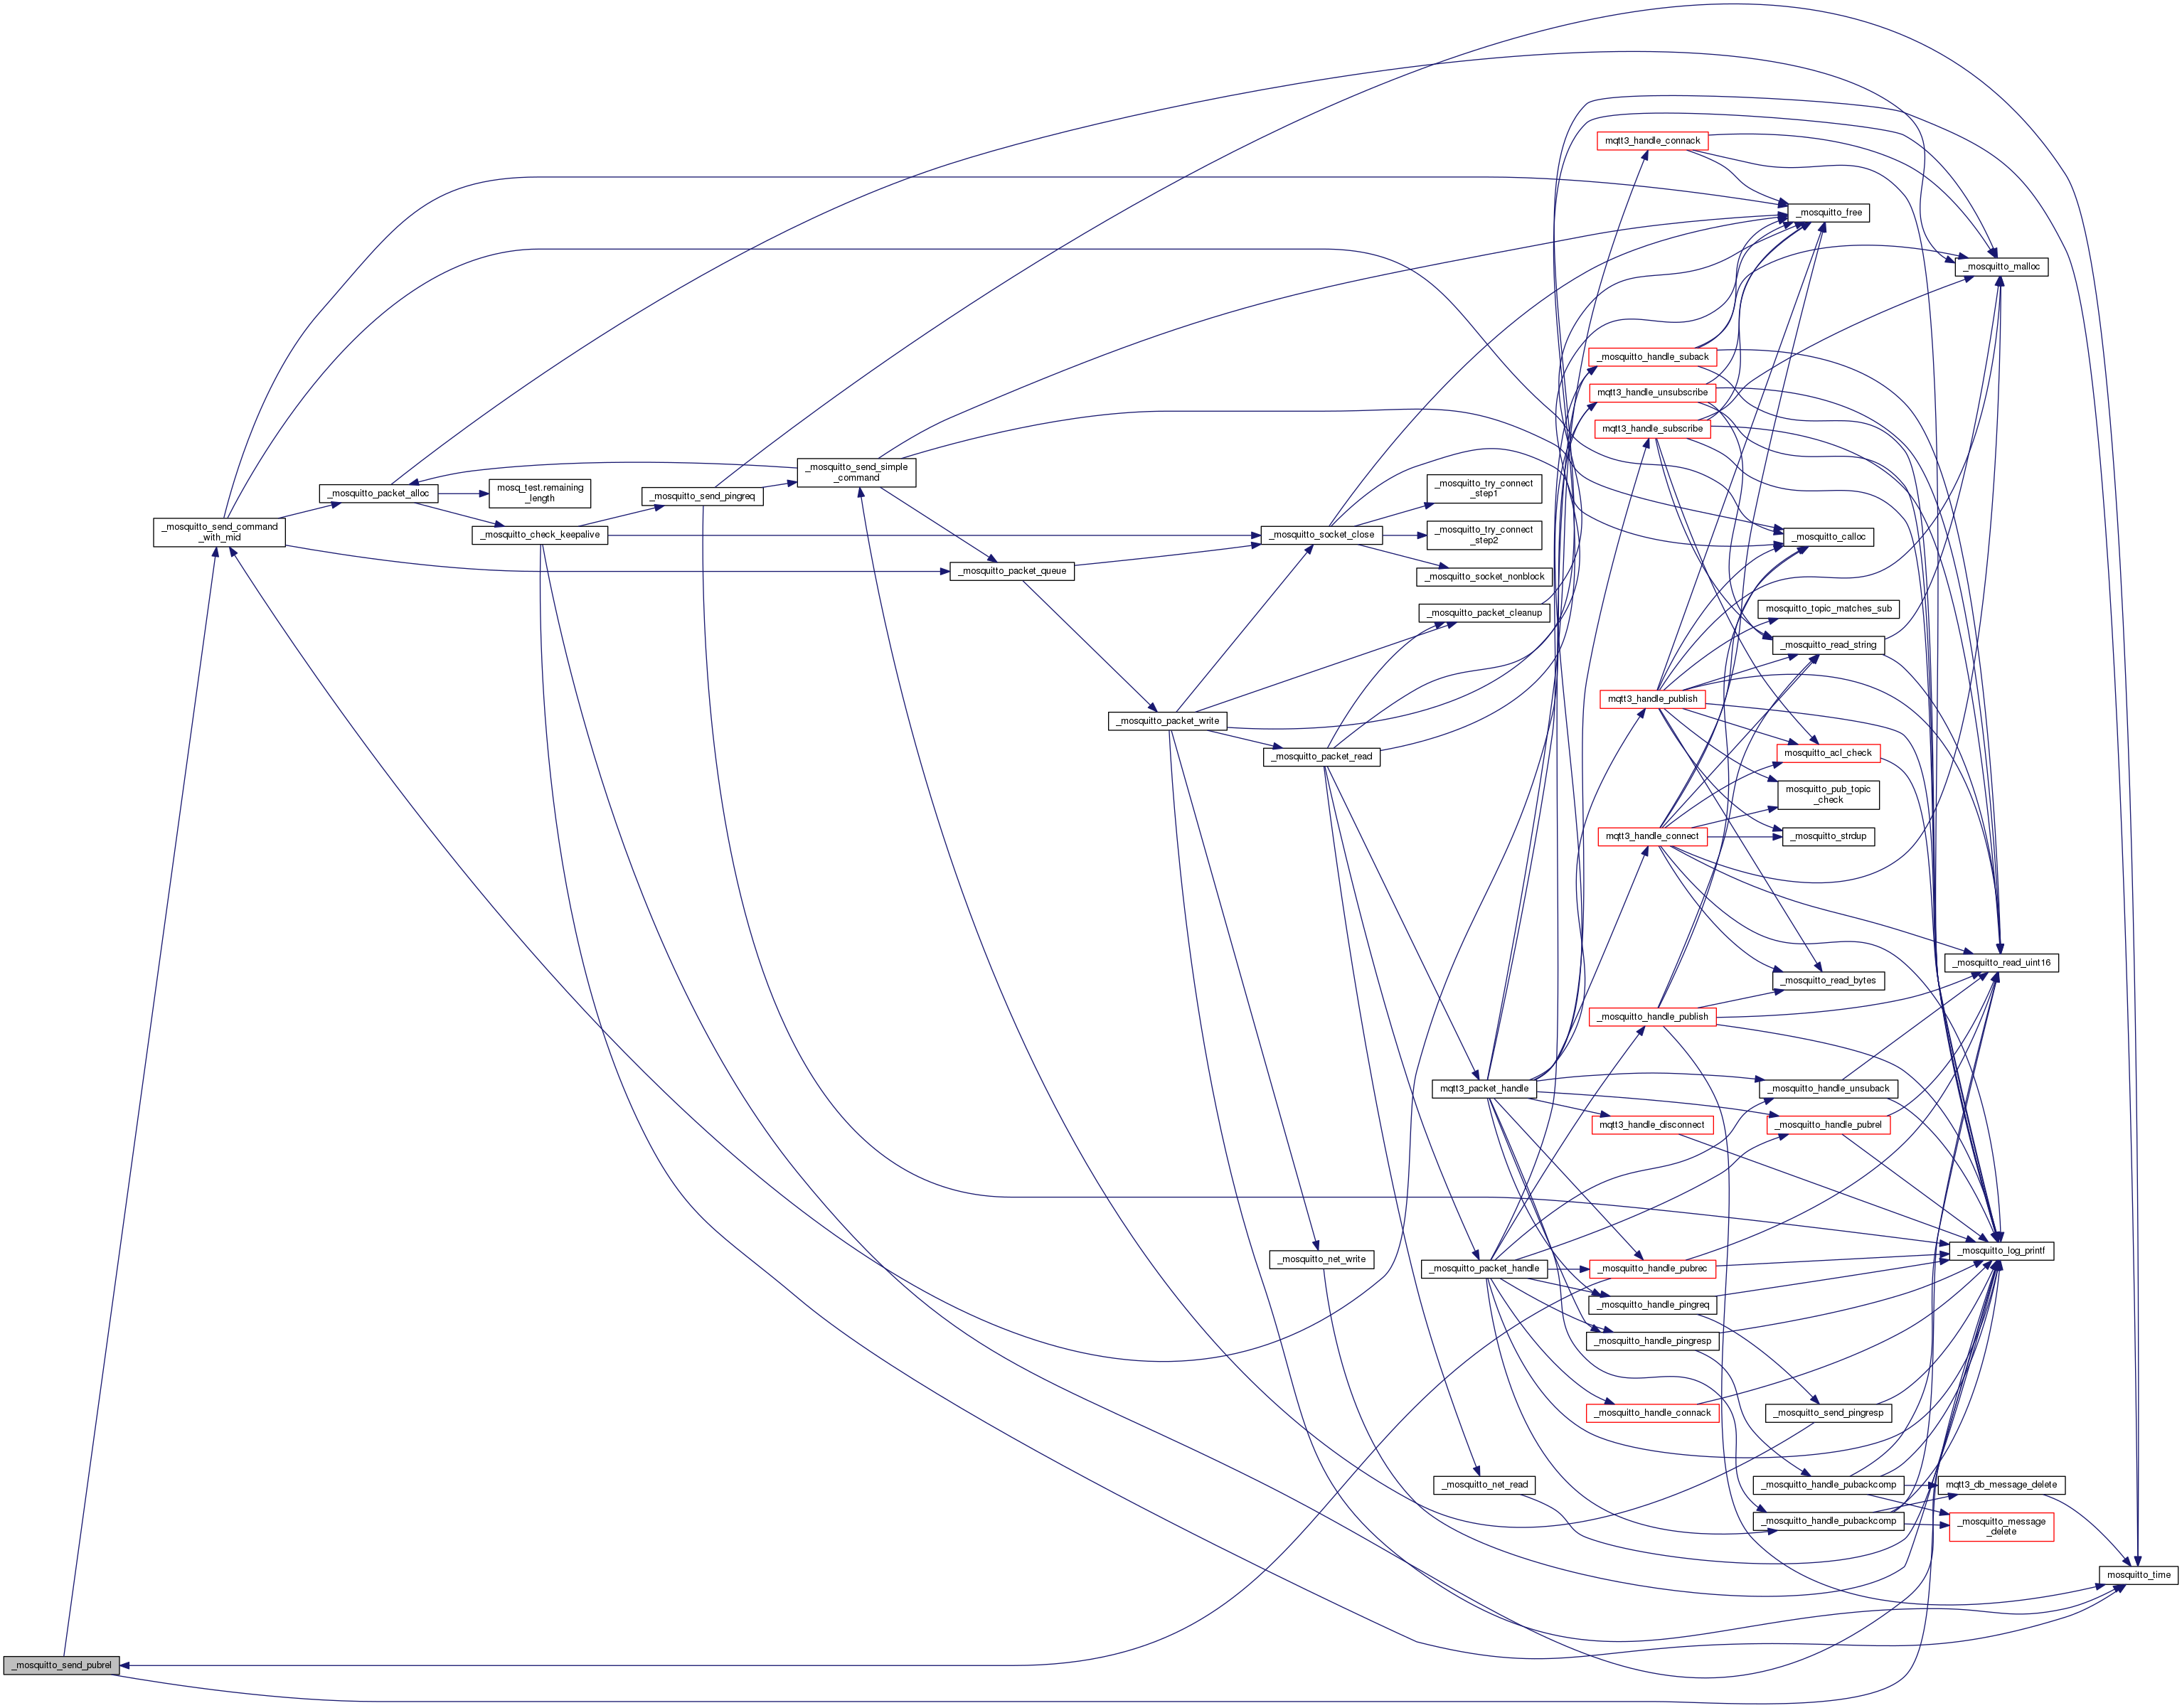 mqtt3_handle_connack
_mosquitto_free
_mosquitto_malloc
_mosquitto_handle_suback
mqtt3_handle_unsubscribe
mqtt3_handle_subscribe
_mosquitto_send_simple
_command
_mosquitto_packet_alloc
mosq_test.remaining
_length
_mosquitto_send_pingreq
_mosquitto_try_connect
_step1
_mosquitto_send_command
_with_mid
_mosquitto_check_keepalive
_mosquitto_socket_close
_mosquitto_try_connect
_step2
_mosquitto_calloc
_mosquitto_packet_queue
_mosquitto_socket_nonblock
_mosquitto_packet_cleanup
mosquitto_topic_matches_sub
_mosquitto_read_string
mqtt3_handle_publish
_mosquitto_packet_write
_mosquitto_packet_read
mosquitto_acl_check
mosquitto_pub_topic
_check
mqtt3_handle_connect
_mosquitto_strdup
_mosquitto_read_uint16
_mosquitto_read_bytes
_mosquitto_handle_publish
mqtt3_packet_handle
_mosquitto_handle_unsuback
mqtt3_handle_disconnect
_mosquitto_handle_pubrel
_mosquitto_log_printf
_mosquitto_net_write
_mosquitto_packet_handle
_mosquitto_handle_pubrec
_mosquitto_handle_pingreq
_mosquitto_handle_pingresp
_mosquitto_handle_connack
_mosquitto_send_pingresp
_mosquitto_net_read
_mosquitto_handle_pubackcomp
mqtt3_db_message_delete
_mosquitto_handle_pubackcomp
_mosquitto_message
_delete
mosquitto_time
_mosquitto_send_pubrel